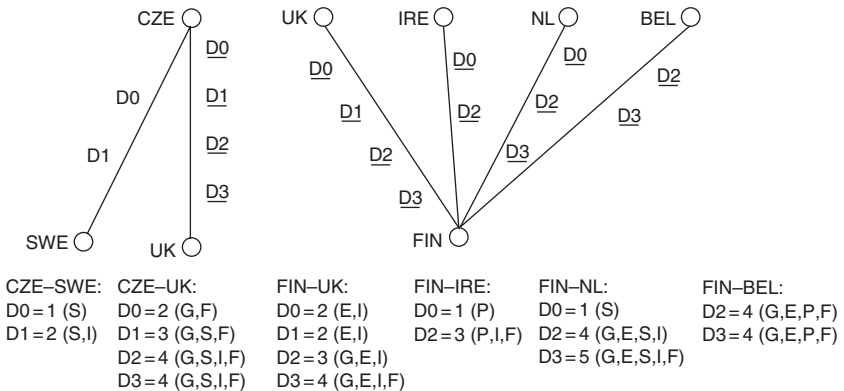 CZE UK IRE NL BEL
D0 D0 D0 D0 D2
D0 D1 D1 D2 D2 D3
D1 D2 D2 D3
D3 D3
SWE UK FIN
CZE–SWE: CZE–UK: FIN–UK: FIN–IRE: FIN–NL: FIN–BEL:
D0=1 (S) D0=2 (G,F) D0=2 (E,I) D0=1 (P) D0=1 (S) D2=4 (G,E,P,F)
D1=2 (S,I) D1=3 (G,S,F) D1=2 (E,I) D2=3 (P,I,F) D2=4 (G,E,S,I) D3=4 (G,E,P,F)
D2=4 (G,S,I,F) D2=3 (G,E,I) D3=5 (G,E,S,I,F)
D3=4 (G,S,I,F) D3=4 (G,E,I,F)